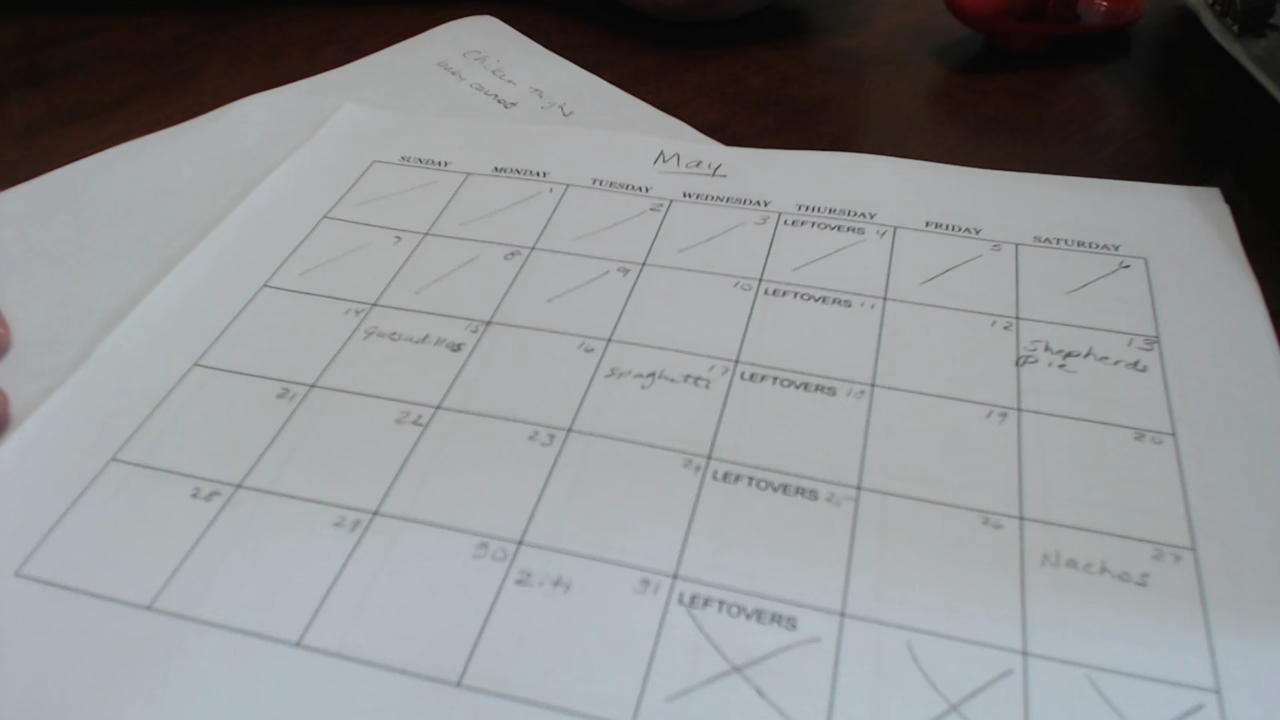 Chicken Thighs
May
SUNDAY MONDAY TUESDAY WEDNESDAY THURSDAY FRIDAY SATURDAY
1 2 3 LEFTOVERS 4 5 6
7 8 9 10 LEFTOVERS 11 12 13
Shepherds
Pie
14 15 16 17 LEFTOVERS 18 19 20
Quesadillas Spaghetti
21 22 23 24 LEFTOVERS 25 26 27
Nachos
28 29 30 31 LEFTOVERS
Ziti